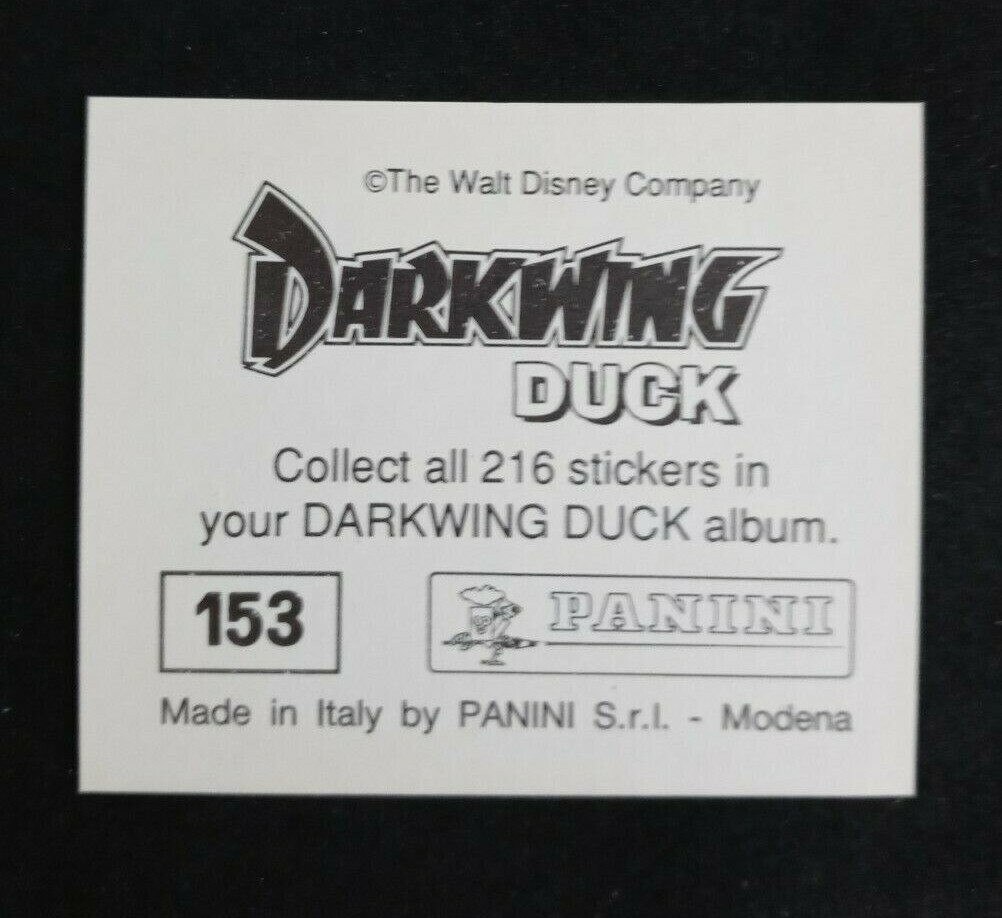 ©The Walt Disney Company
DARKWING
DUCK
Collect all 216 stickers in
your DARKWING DUCK album.
153
PANINI
Made in Italy by PANINI S.r.l. - Modena